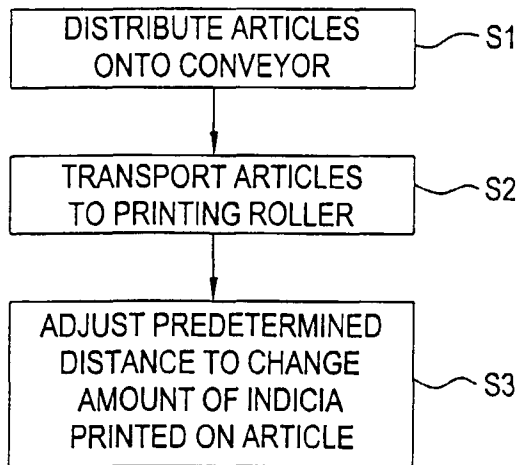 DISTRIBUTE ARTICLES
ONTO CONVEYOR
S1
TRANSPORT ARTICLES
TO PRINTING ROLLER
S2
ADJUST PREDETERMINED
DISTANCE TO CHANGE
AMOUNT OF INDICIA
PRINTED ON ARTICLE
S3